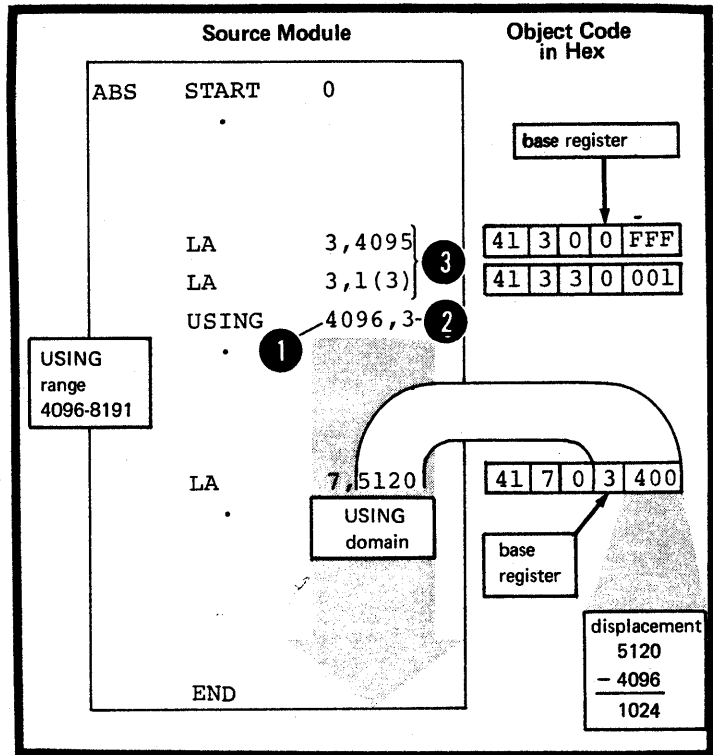 Source Module
Object Code
in Hex
ABS START 0
.
base register
LA 3,4095
3
41 3 0 0 FFF
LA 3,1(3)
41 3 3 0 001
USING 4096,3
1
2
.
USING
range
4096-8191
LA 7,5120
41 7 0 3 400
.
USING
domain
base
register
displacement
5120
- 4096
1024
END